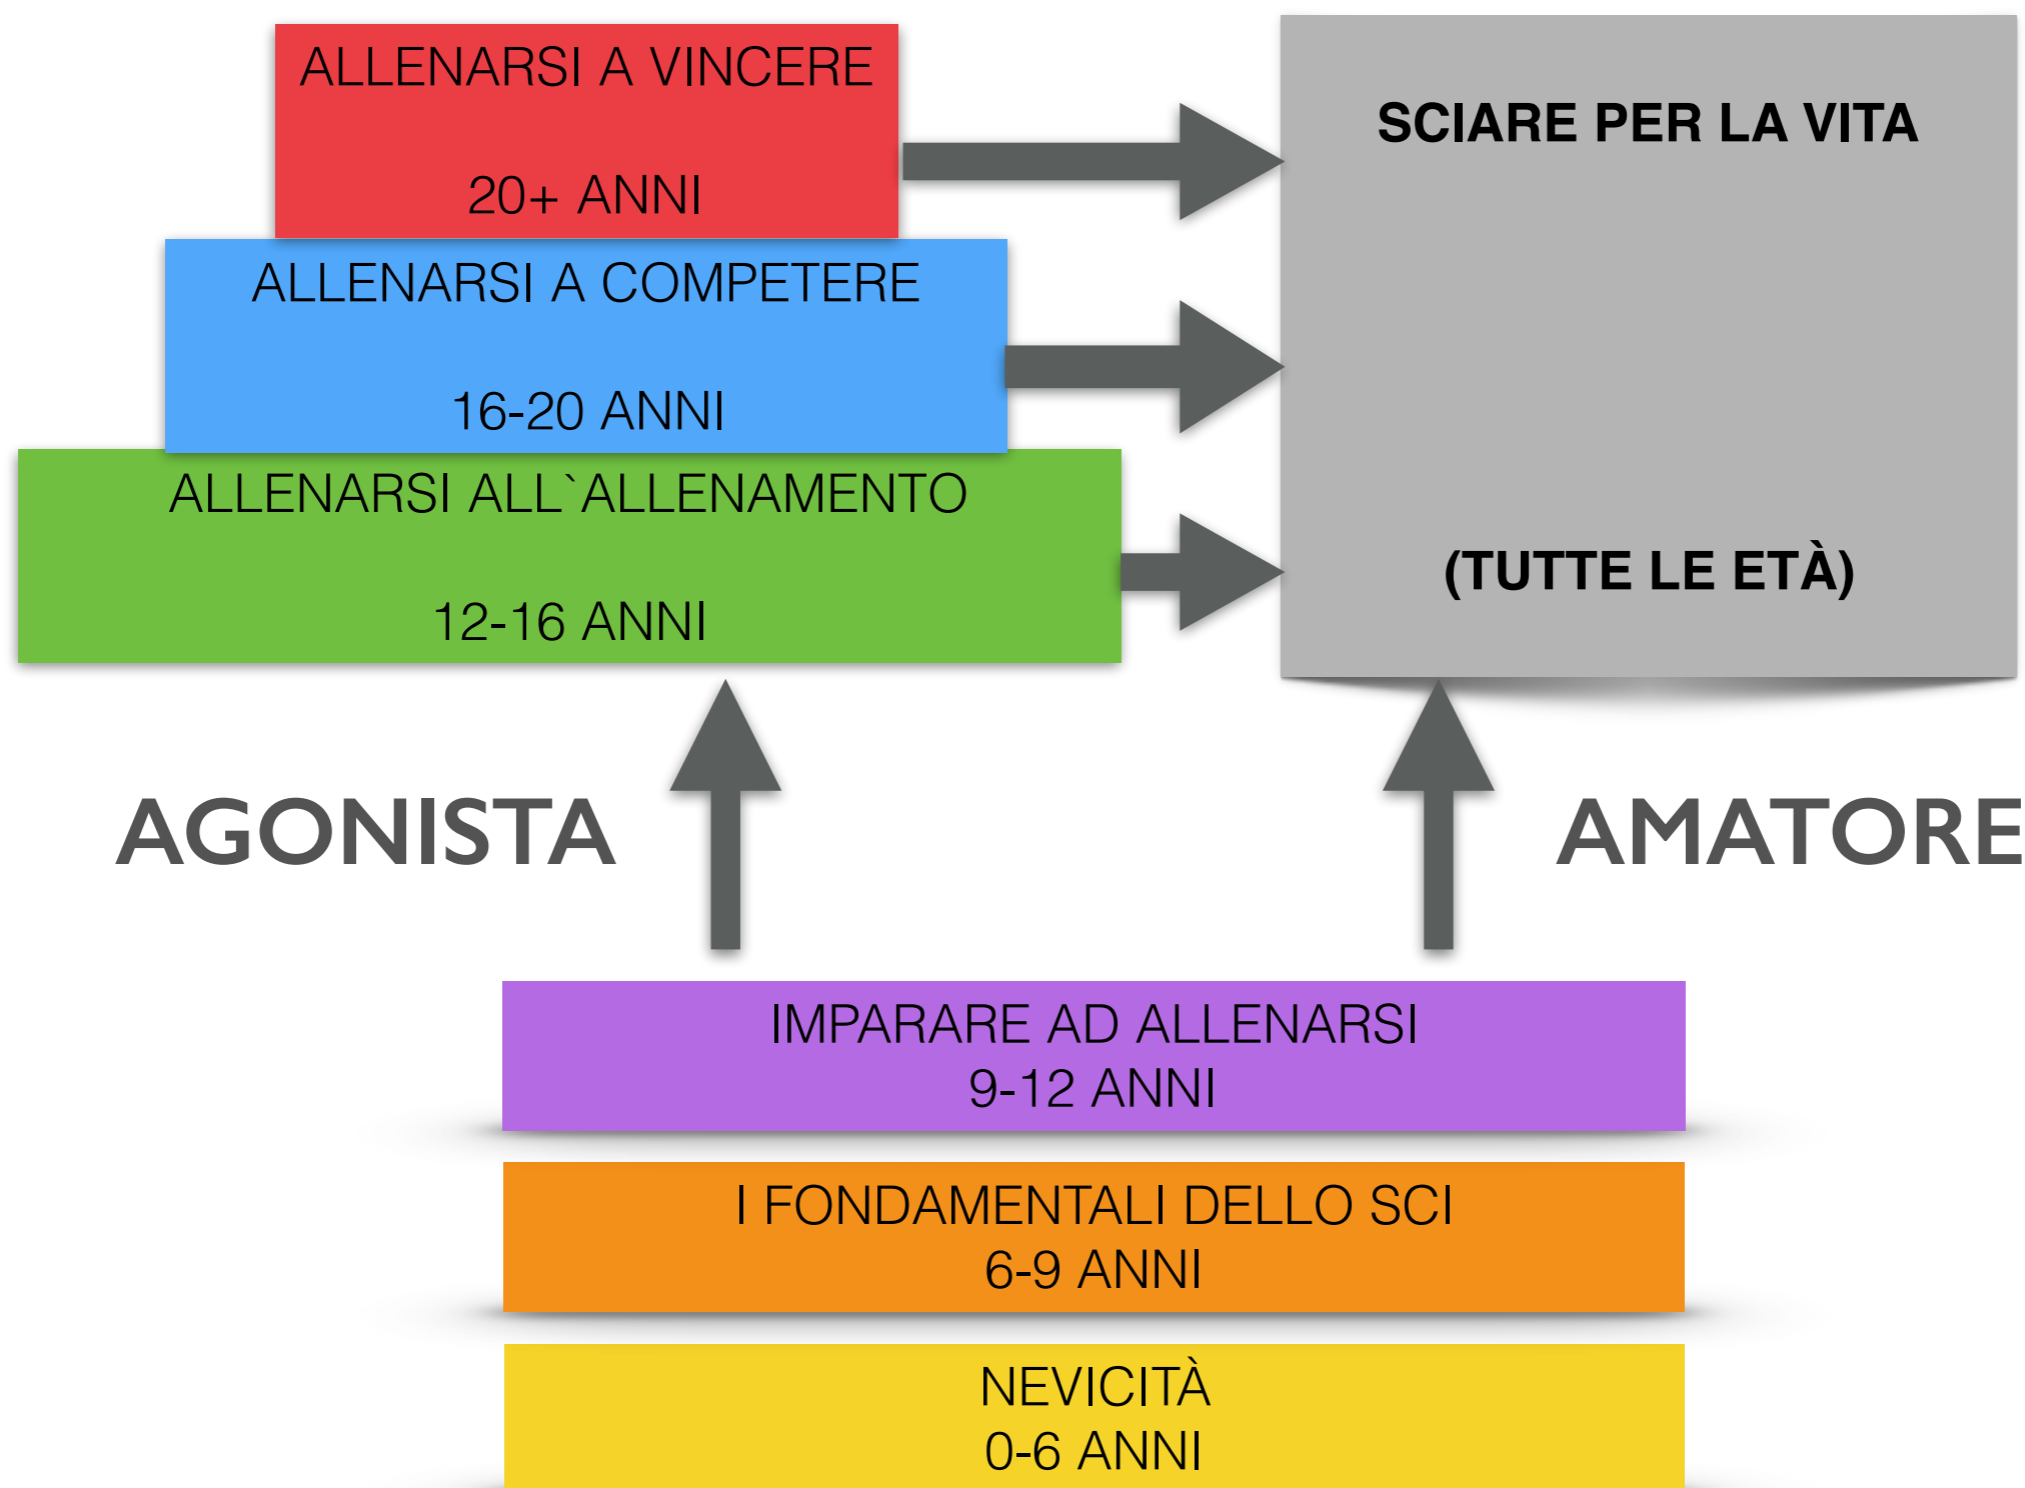 ALLENARSI A VINCERE
20+ ANNI
SCIARE PER LA VITA
ALLENARSI A COMPETERE
16-20 ANNI
ALLENARSI ALL`ALLENAMENTO
12-16 ANNI
(TUTTE LE ETÀ)
AGONISTA
AMATORE
IMPARARE AD ALLENARSI
9-12 ANNI
I FONDAMENTALI DELLO SCI
6-9 ANNI
NEVICITÀ
0-6 ANNI